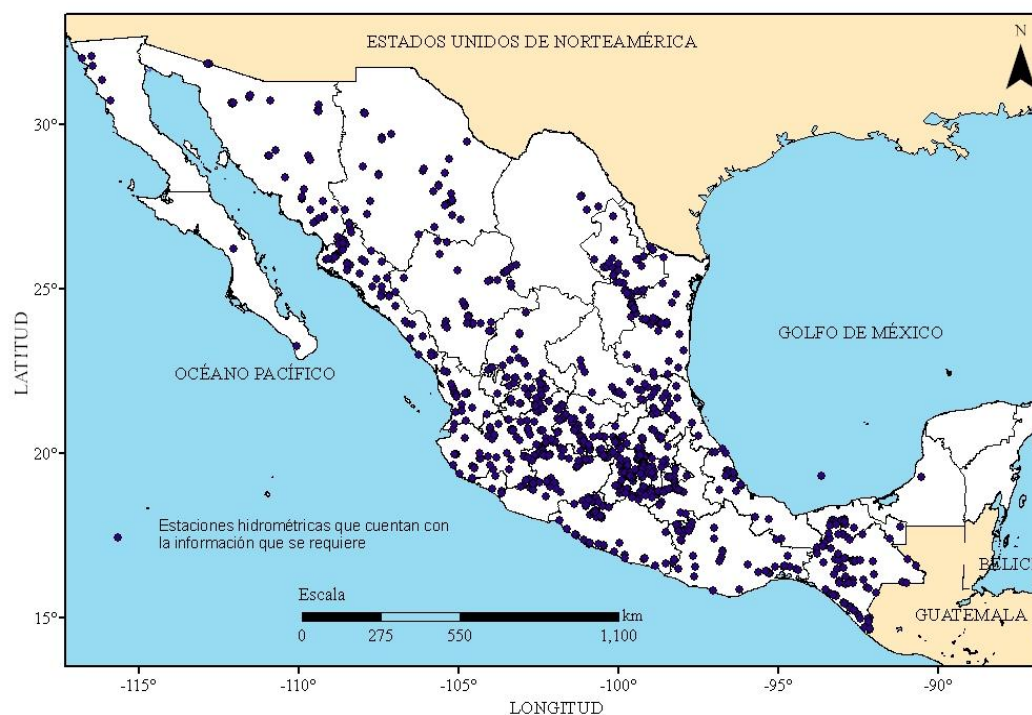 ESTADOS UNIDOS DE NORTEAMÉRICA
N
30°
25°
GOLFO DE MÉXICO
LATITUD
OCÉANO PACÍFICO
20°
Estaciones hidrométricas que cuentan con
la información que se requiere
BELIC
Escala
km
0 275 550 1,100
GUATEMALA
15°
-115° -110° -105° -100° -95° -90°
LONGITUD